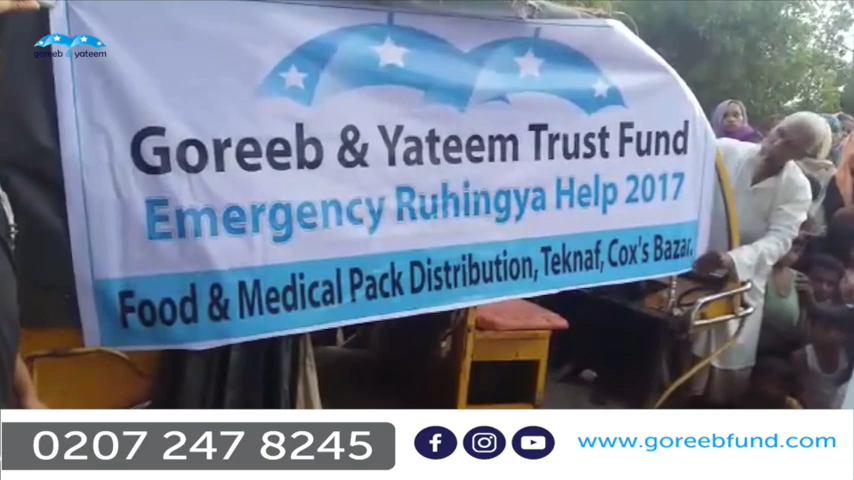 goreeb & yateem
Goreeb & Yateem Trust Fund
Emergency Ruhingya Help 2017
Food & Medical Pack Distribution, Teknaf, Cox's Bazar.
0207 247 8245
www.goreebfund.com